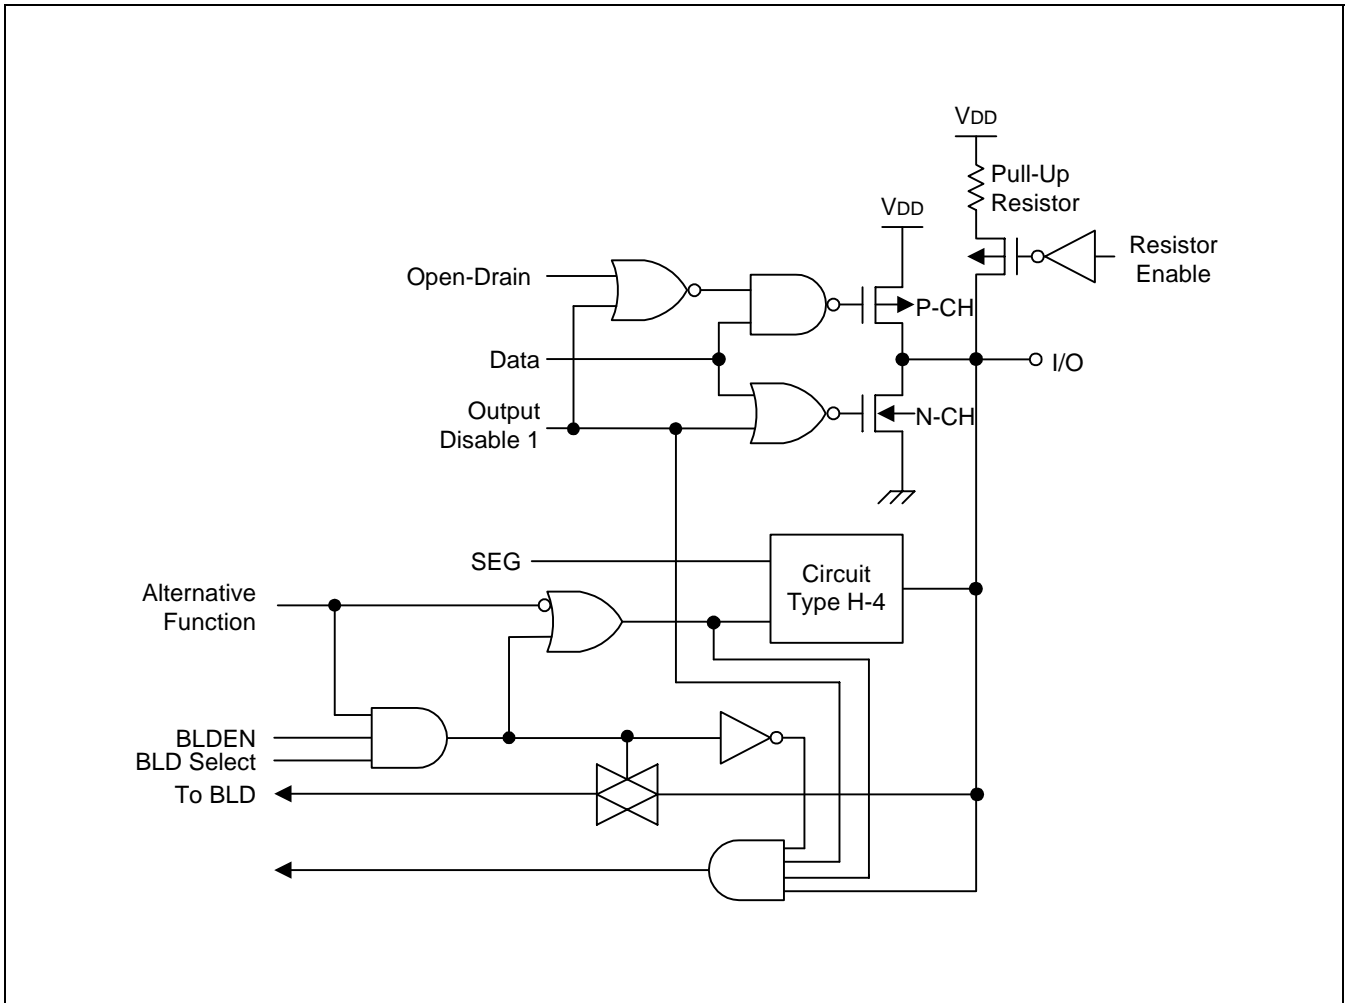 VDD
Pull-Up
Resistor
VDD
Resistor
Enable
Open-Drain
P-CH
Data
I/O
Output
Disable 1
N-CH
SEG
Circuit
Type H-4
Alternative
Function
BLDEN
BLD Select
To BLD